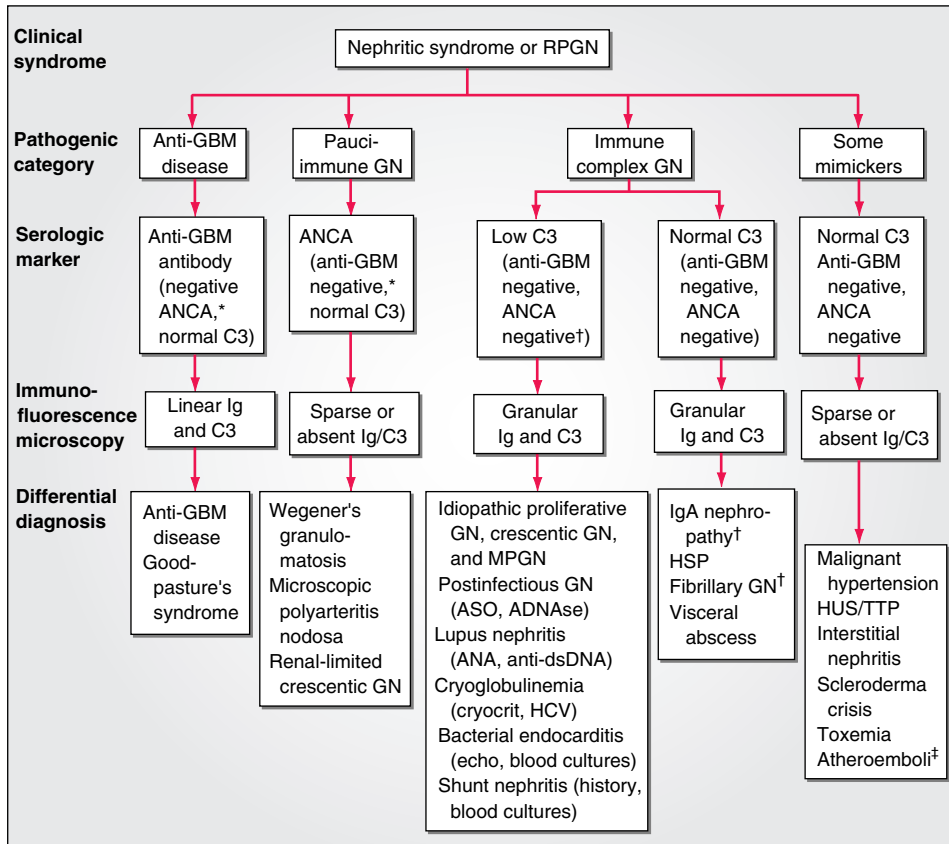 Clinical
syndrome
Nephritic syndrome or RPGN
Pathogenic
category
Anti-GBM
disease
Pauci-
immune GN
Immune
complex GN
Some
mimickers
Serologic
marker
Anti-GBM
antibody
(negative
ANCA,*
normal C3)
ANCA
(anti-GBM
negative,*
normal C3)
Low C3
(anti-GBM
negative,
ANCA
negative†)
Normal C3
(anti-GBM
negative,
ANCA
negative)
Normal C3
Anti-GBM
negative,
ANCA
negative
Immuno-
fluorescence
microscopy
Linear Ig
and C3
Sparse or
absent Ig/C3
Granular
Ig and C3
Granular
Ig and C3
Sparse or
absent Ig/C3
Differential
diagnosis
Anti-GBM
disease
Good-
pasture's
syndrome
Wegener's
granulo-
matosis
Microscopic
polyarteritis
nodosa
Renal-limited
crescentic GN
Idiopathic proliferative
GN, crescentic GN,
and MPGN
Postinfectious GN
(ASO, ADNAse)
Lupus nephritis
(ANA, anti-dsDNA)
Cryoglobulinemia
(cryocrit, HCV)
Bacterial endocarditis
(echo, blood cultures)
Shunt nephritis (history,
blood cultures)
IgA nephro-
pathy†
HSP
Fibrillary GN†
Visceral
abscess
Malignant
hypertension
HUS/TTP
Interstitial
nephritis
Scleroderma
crisis
Toxemia
Atheroemboli‡